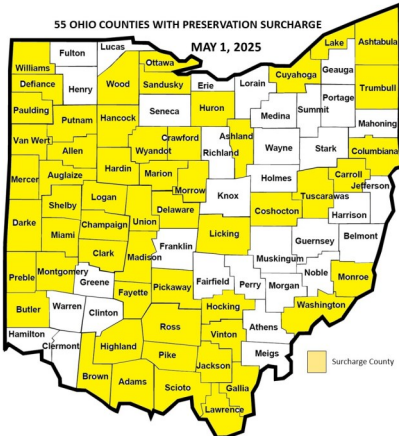 55 OHIO COUNTIES WITH PRESERVATION SURCHARGE
MAY 1, 2025
Williams
Fulton
Lucas
Ottawa
Lake
Ashtabula
Defiance
Henry
Wood
Sandusky
Erie
Lorain
Cuyahoga
Geauga
Trumbull
Paulding
Putnam
Hancock
Seneca
Huron
Medina
Summit
Portage
Mahoning
Van Wert
Allen
Wyandot
Crawford
Richland
Ashland
Wayne
Stark
Columbiana
Mercer
Auglaize
Hardin
Marion
Morrow
Knox
Holmes
Tuscarawas
Carroll
Jefferson
Shelby
Logan
Union
Delaware
Coshocton
Harrison
Darke
Miami
Champaign
Licking
Guernsey
Belmont
Clark
Madison
Franklin
Muskingum
Noble
Monroe
Preble
Montgomery
Greene
Fayette
Pickaway
Fairfield
Perry
Morgan
Washington
Butler
Warren
Clinton
Ross
Hocking
Athens
Hamilton
Clermont
Highland
Pike
Vinton
Meigs
Brown
Adams
Scioto
Jackson
Gallia
Lawrence
Surcharge County